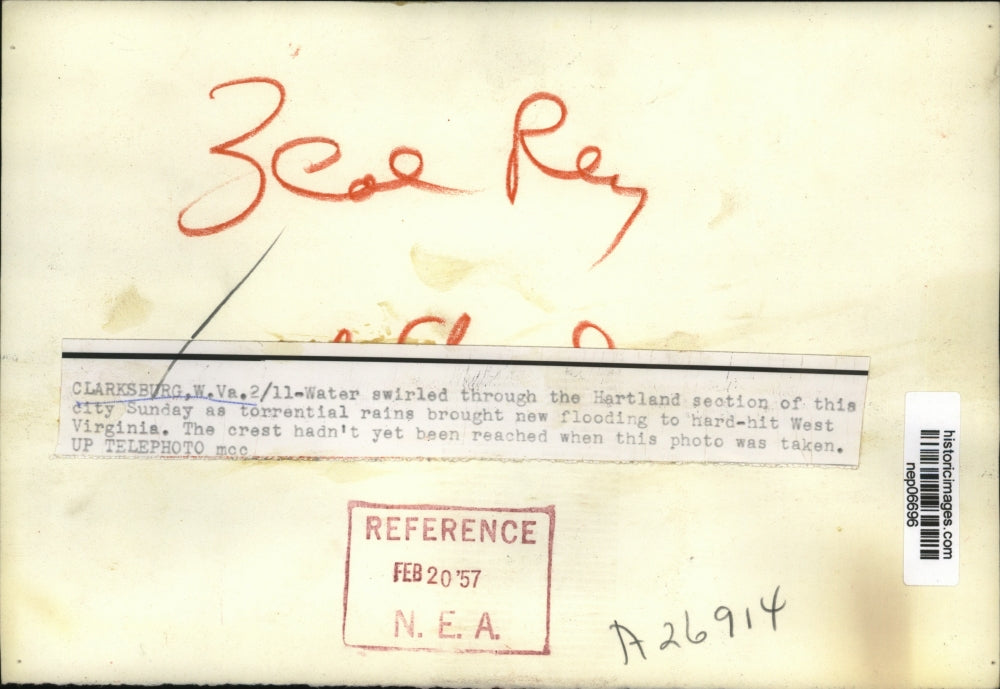 3 Col Rey
CLARKSBURG,W.Va.2/11-Water swirled through the Hartland section of this
city Sunday as torrential rains brought new flooding to hard-hit West
Virginia. The crest hadn't yet been reached when this photo was taken.
UP TELEPHOTO mcc
REFERENCE
FEB 20 '57
N. E. A.
A26914
historicimages.com
nep06696